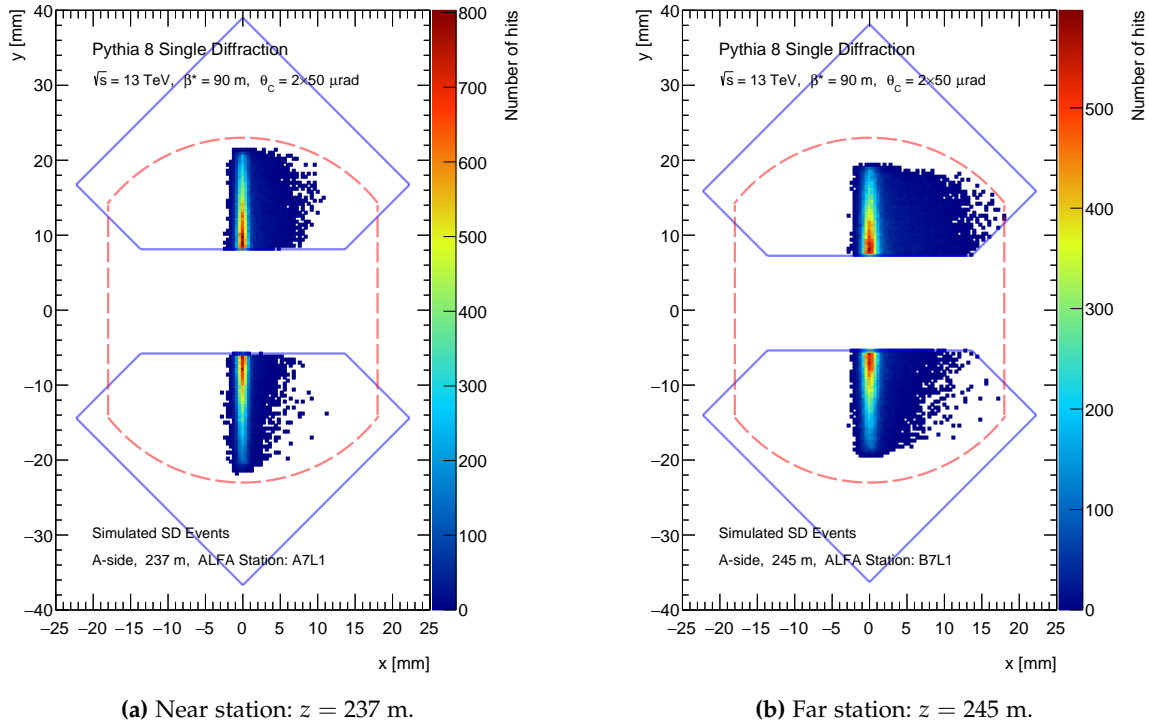 y [mm]
40
30
20
10
0
−10
−20
−30
−40
−25 −20 −15 −10 −5 0 5 10 15 20 25
x [mm]
Pythia 8 Single Diffraction
√s = 13 TeV, β* = 90 m, θC = 2×50 μrad
Simulated SD Events
A-side, 237 m, ALFA Station: A7L1
Number of hits
800
700
600
500
400
300
200
100
0
(a) Near station: z = 237 m.
y [mm]
40
30
20
10
0
−10
−20
−30
−40
−25 −20 −15 −10 −5 0 5 10 15 20 25
x [mm]
Pythia 8 Single Diffraction
√s = 13 TeV, β* = 90 m, θC = 2×50 μrad
Simulated SD Events
A-side, 245 m, ALFA Station: B7L1
Number of hits
500
400
300
200
100
0
(b) Far station: z = 245 m.